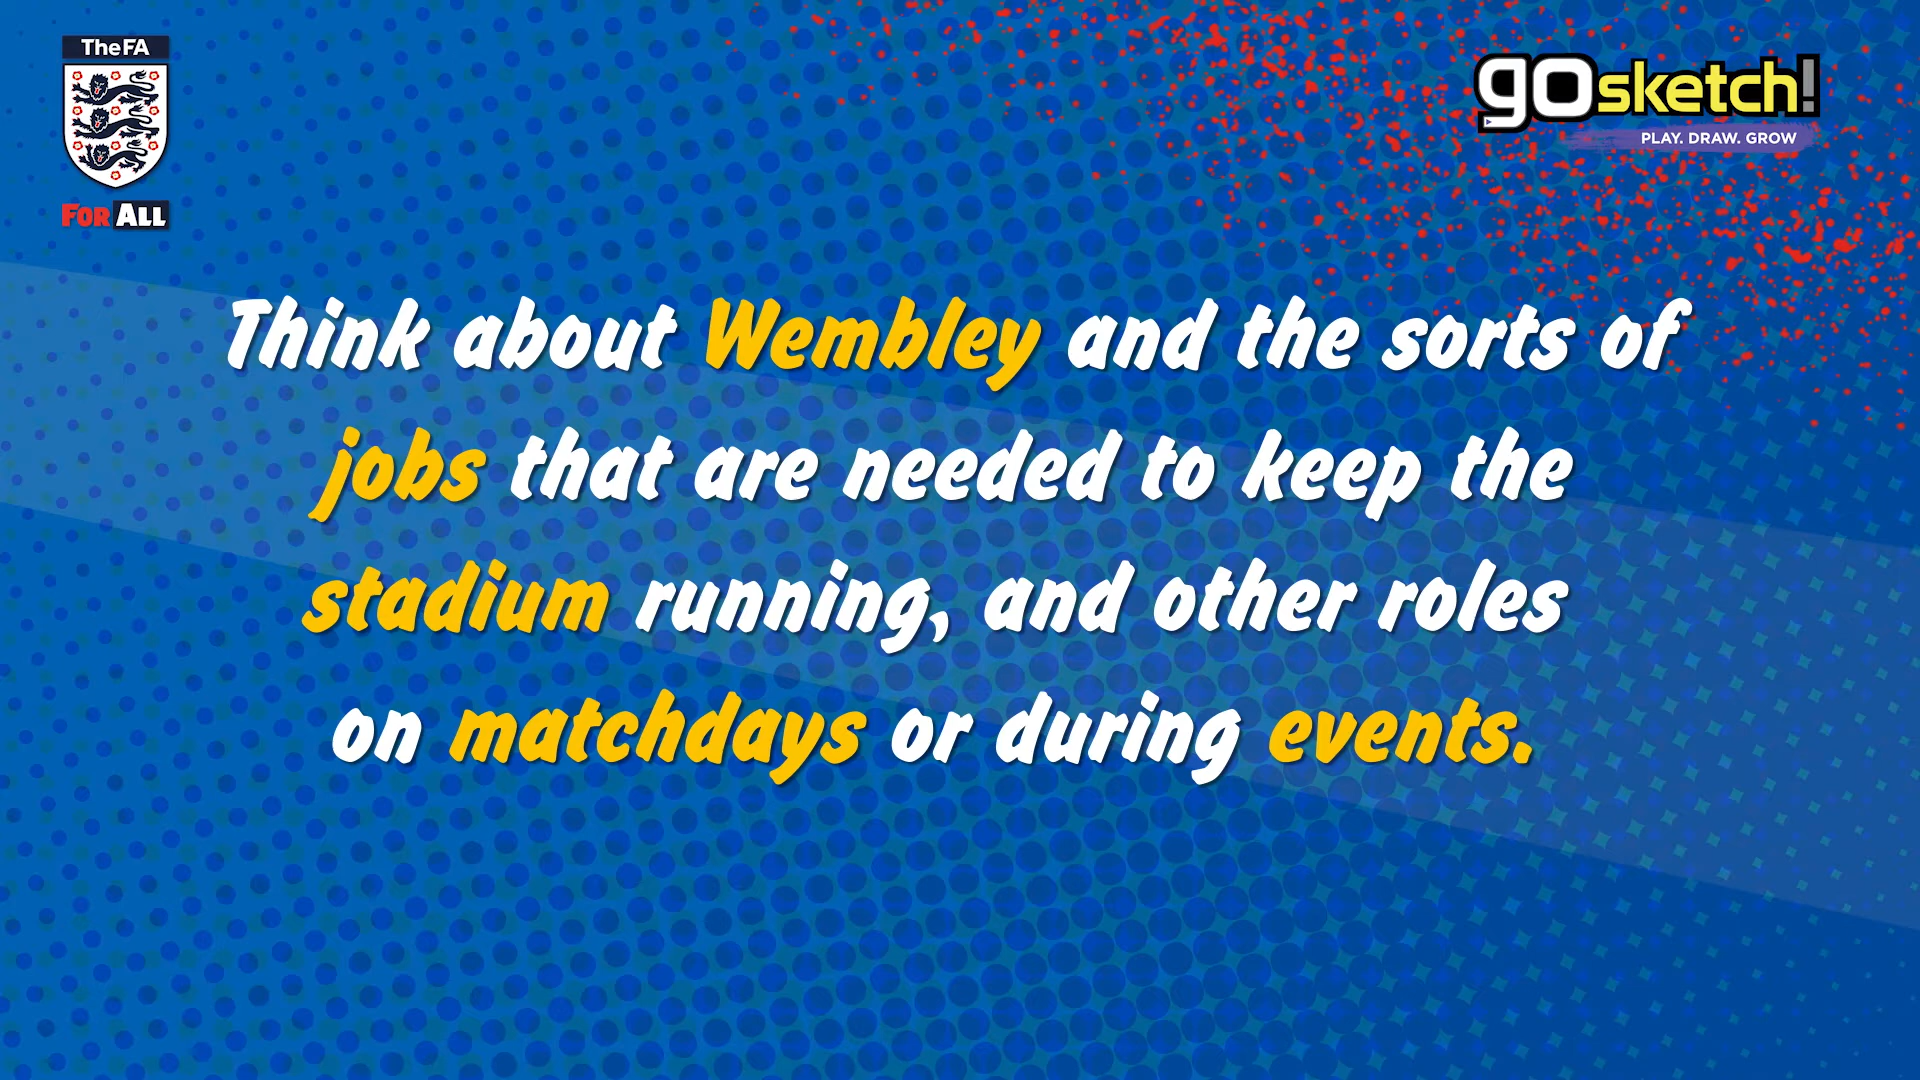 The FA
FOR ALL
gosketch!
PLAY. DRAW. GROW
Think about Wembley and the sorts of
jobs that are needed to keep the
stadium running, and other roles
on matchdays or during events.